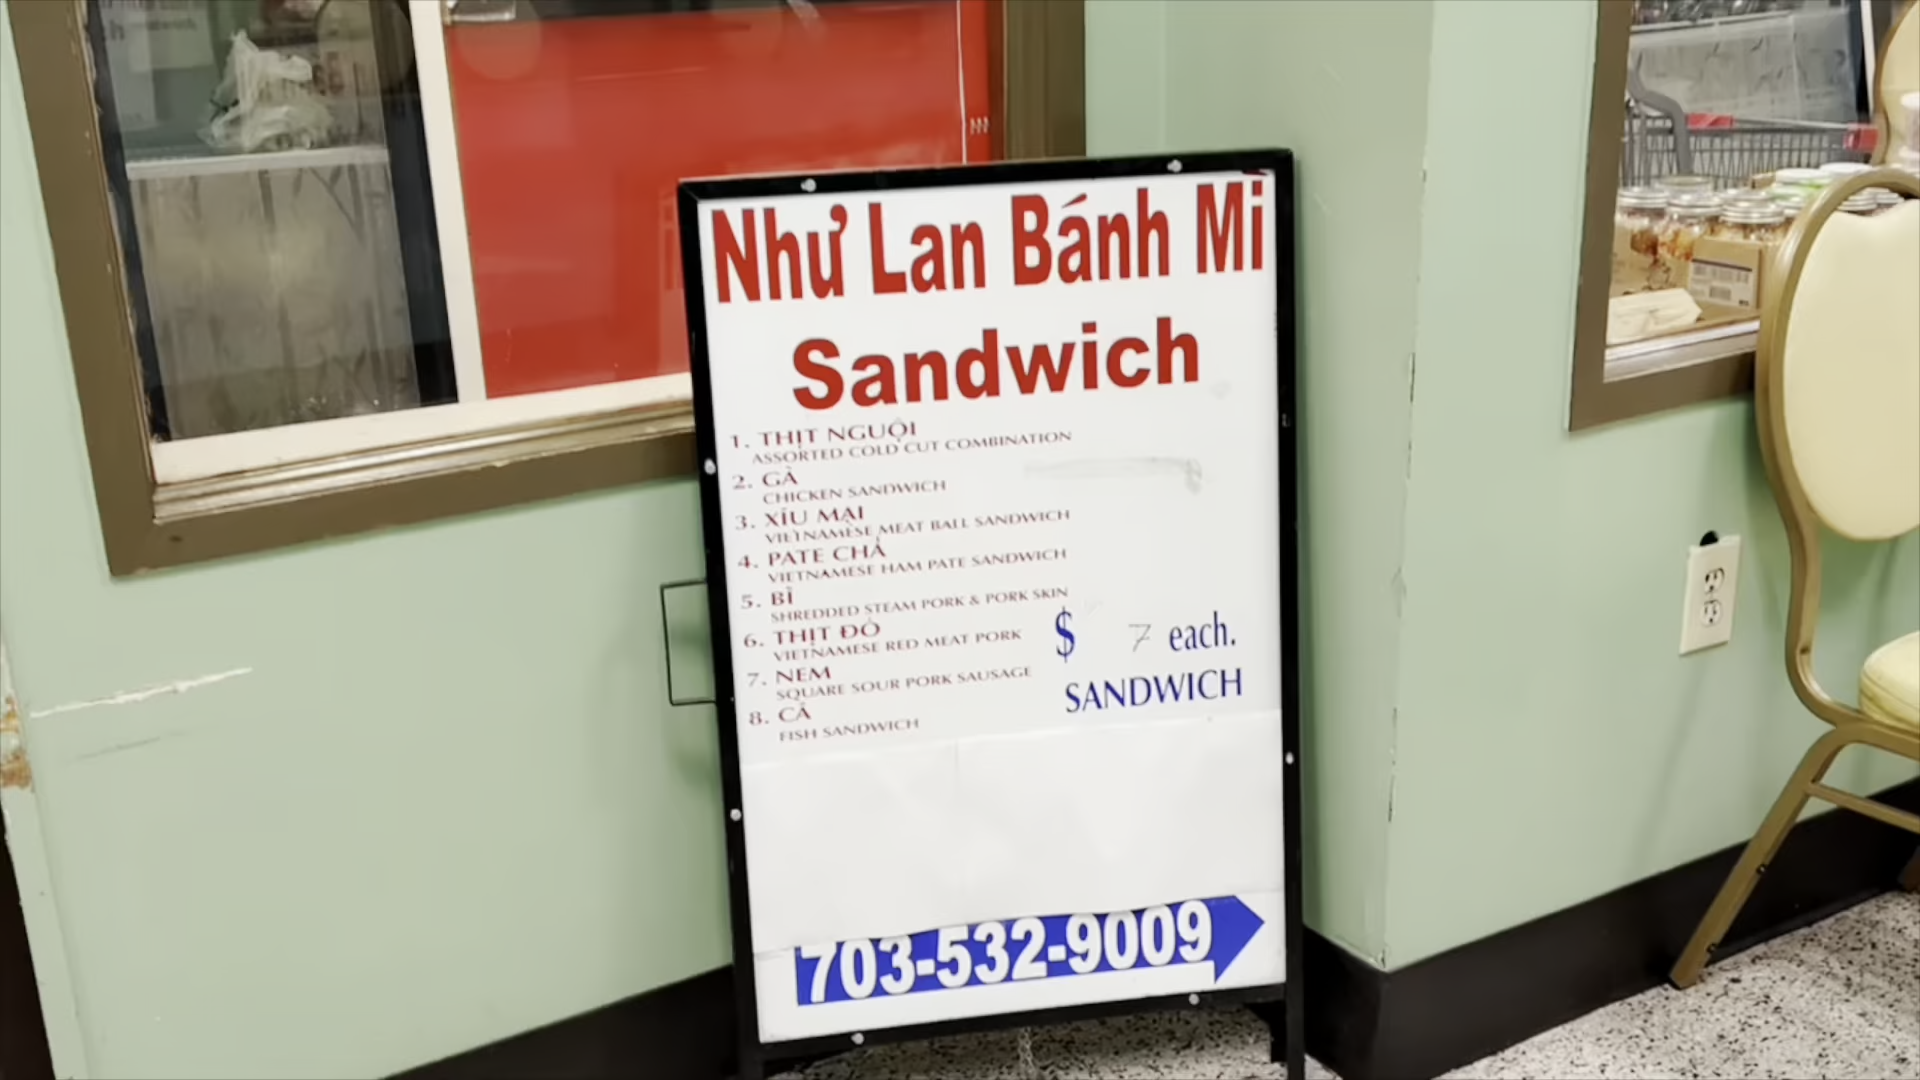 Như Lan Bánh Mì
Sandwich
1. THỊT NGUỘI
ASSORTED COLD CUT COMBINATION
2. GÀ
CHICKEN SANDWICH
3. XÍU MẠI
VIETNAMESE MEAT BALL SANDWICH
4. PATE CHẢ
VIETNAMESE HAM PATE SANDWICH
5. BÌ
SHREDDED STEAM PORK & PORK SKIN
6. THỊT ĐỎ
VIETNAMESE RED MEAT PORK
7. NEM
SQUARE SOUR PORK SAUSAGE
8. CÁ
FISH SANDWICH
$ 7 each.
SANDWICH
703-532-9009